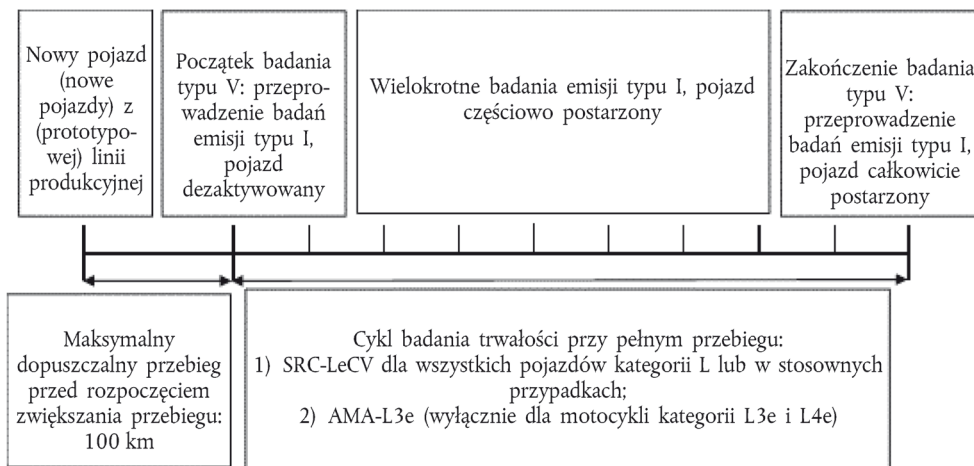 Nowy pojazd
(nowe
pojazdy) z
(prototypo-
wej) linii
produkcyjnej
Początek badania
typu V: przepro-
wadzenie badań
emisji typu I,
pojazd
dezaktywowany
Wielokrotne badania emisji typu I, pojazd
częściowo postarzony
Zakończenie badania
typu V:
przeprowadzenie
badań emisji typu I,
pojazd całkowicie
postarzony
Maksymalny
dopuszczalny przebieg
przed rozpoczęciem
zwiększania przebiegu:
100 km
Cykl badania trwałości przy pełnym przebiegu:
1) SRC-LeCV dla wszystkich pojazdów kategorii L lub w stosownych
przypadkach;
2) AMA-L3e (wyłącznie dla motocykli kategorii L3e i L4e)